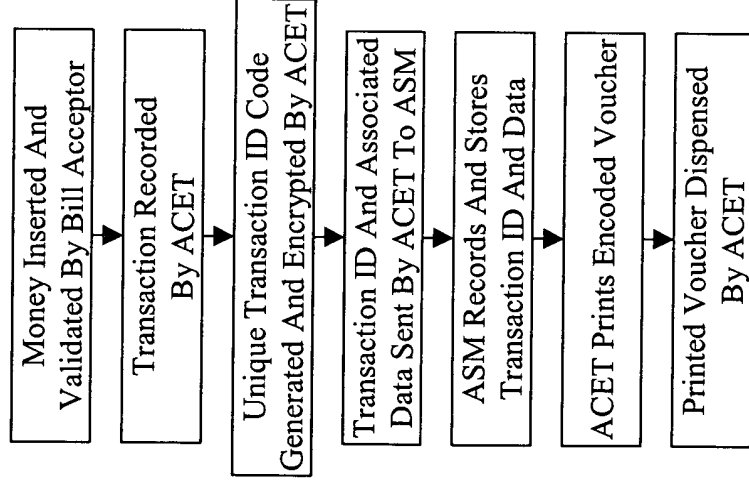 Money Inserted And
Validated By Bill Acceptor
Transaction Recorded
By ACET
Unique Transaction ID Code
Generated And Encrypted By ACET
Transaction ID And Associated
Data Sent By ACET To ASM
ASM Records And Stores
Transaction ID And Data
ACET Prints Encoded Voucher
Printed Voucher Dispensed
By ACET